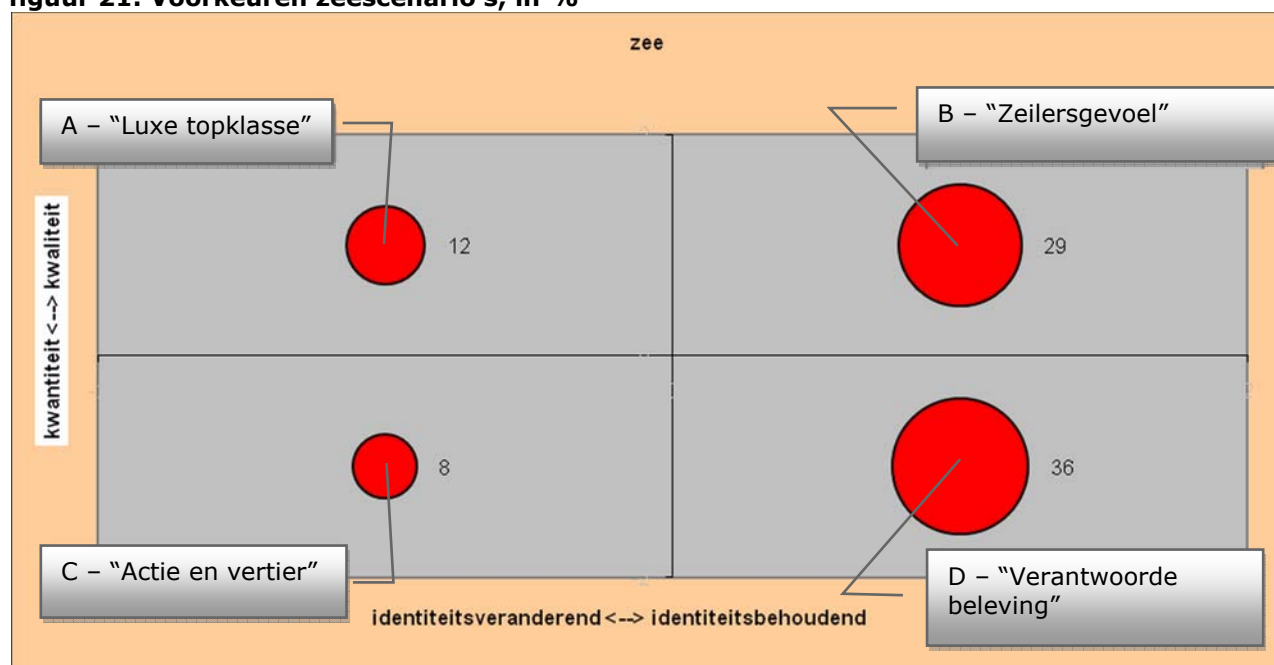 figuur 21: Voorkeuren zeescenario's, in %
zee
A – “Luxe topklasse”
B – “Zeilersgevoel”
12
29
kwantiteit <--> kwaliteit
8
36
C – “Actie en vertier”
D – “Verantwoorde
beleving”
identiteitsveranderend <--> identiteitsbehoudend